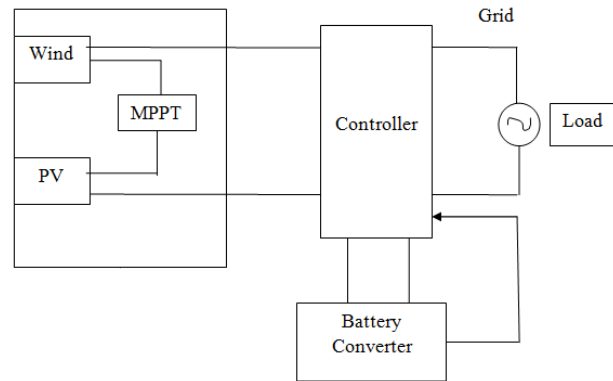 Grid
Wind
MPPT
Controller
Load
PV
Battery
Converter